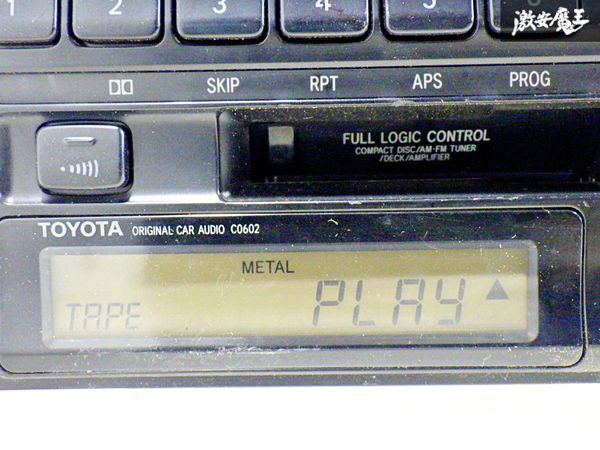 激安魔王
1 2 3 4 5
SKIP RPT APS PROG
FULL LOGIC CONTROL
COMPACT DISC/AM·FM TUNER
/DECK/AMPLIFIER
TOYOTA ORIGINAL CAR AUDIO C0602
METAL
TAPE PLAY